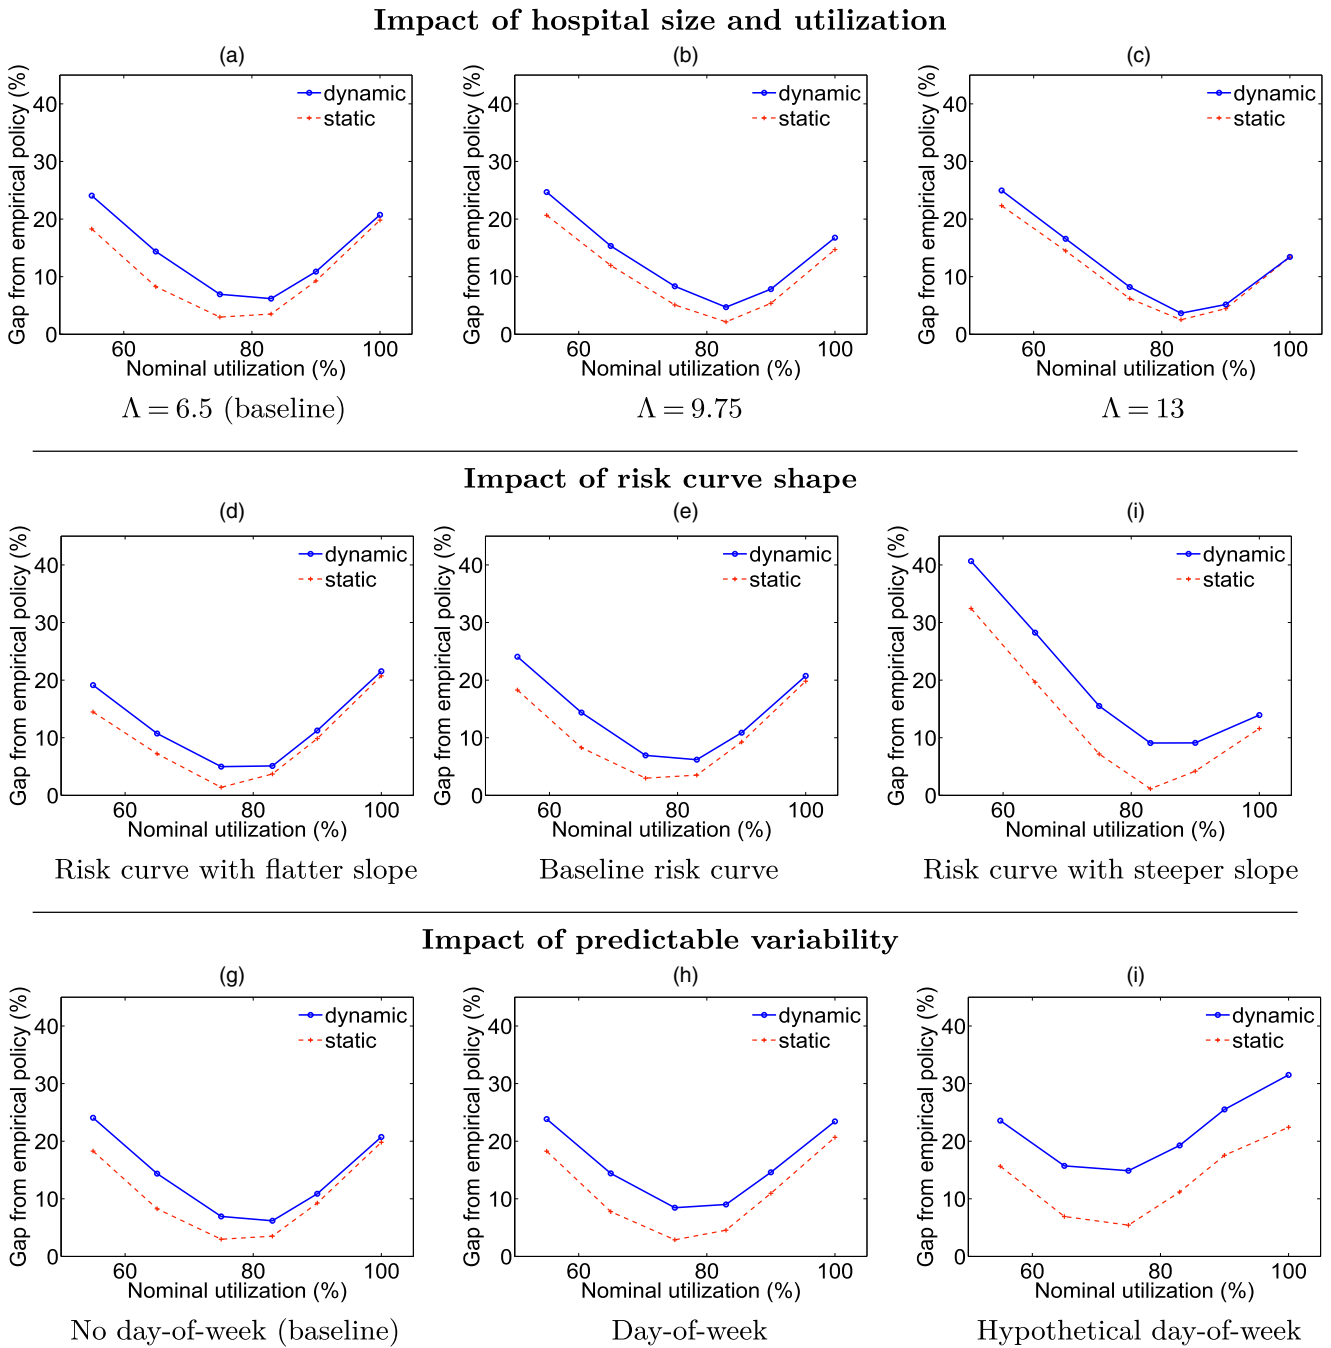 Impact of hospital size and utilization
(a)
Gap from empirical policy (%)
40
30
20
10
0
60
80
100
Nominal utilization (%)
dynamic
static
Λ = 6.5 (baseline)
(b)
Gap from empirical policy (%)
40
30
20
10
0
60
80
100
Nominal utilization (%)
dynamic
static
Λ = 9.75
(c)
Gap from empirical policy (%)
40
30
20
10
0
60
80
100
Nominal utilization (%)
dynamic
static
Λ = 13
Impact of risk curve shape
(d)
Gap from empirical policy (%)
40
30
20
10
0
60
80
100
Nominal utilization (%)
dynamic
static
Risk curve with flatter slope
(e)
Gap from empirical policy (%)
40
30
20
10
0
60
80
100
Nominal utilization (%)
dynamic
static
Baseline risk curve
(i)
Gap from empirical policy (%)
40
30
20
10
0
60
80
100
Nominal utilization (%)
dynamic
static
Risk curve with steeper slope
Impact of predictable variability
(g)
Gap from empirical policy (%)
40
30
20
10
0
60
80
100
Nominal utilization (%)
dynamic
static
No day-of-week (baseline)
(h)
Gap from empirical policy (%)
40
30
20
10
0
60
80
100
Nominal utilization (%)
dynamic
static
Day-of-week
(i)
Gap from empirical policy (%)
40
30
20
10
0
60
80
100
Nominal utilization (%)
dynamic
static
Hypothetical day-of-week